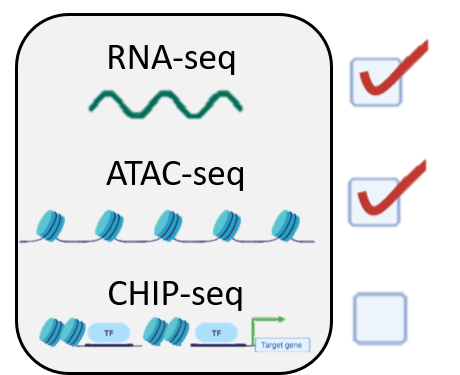 RNA-seq
ATAC-seq
CHIP-seq
TF TF
Target gene